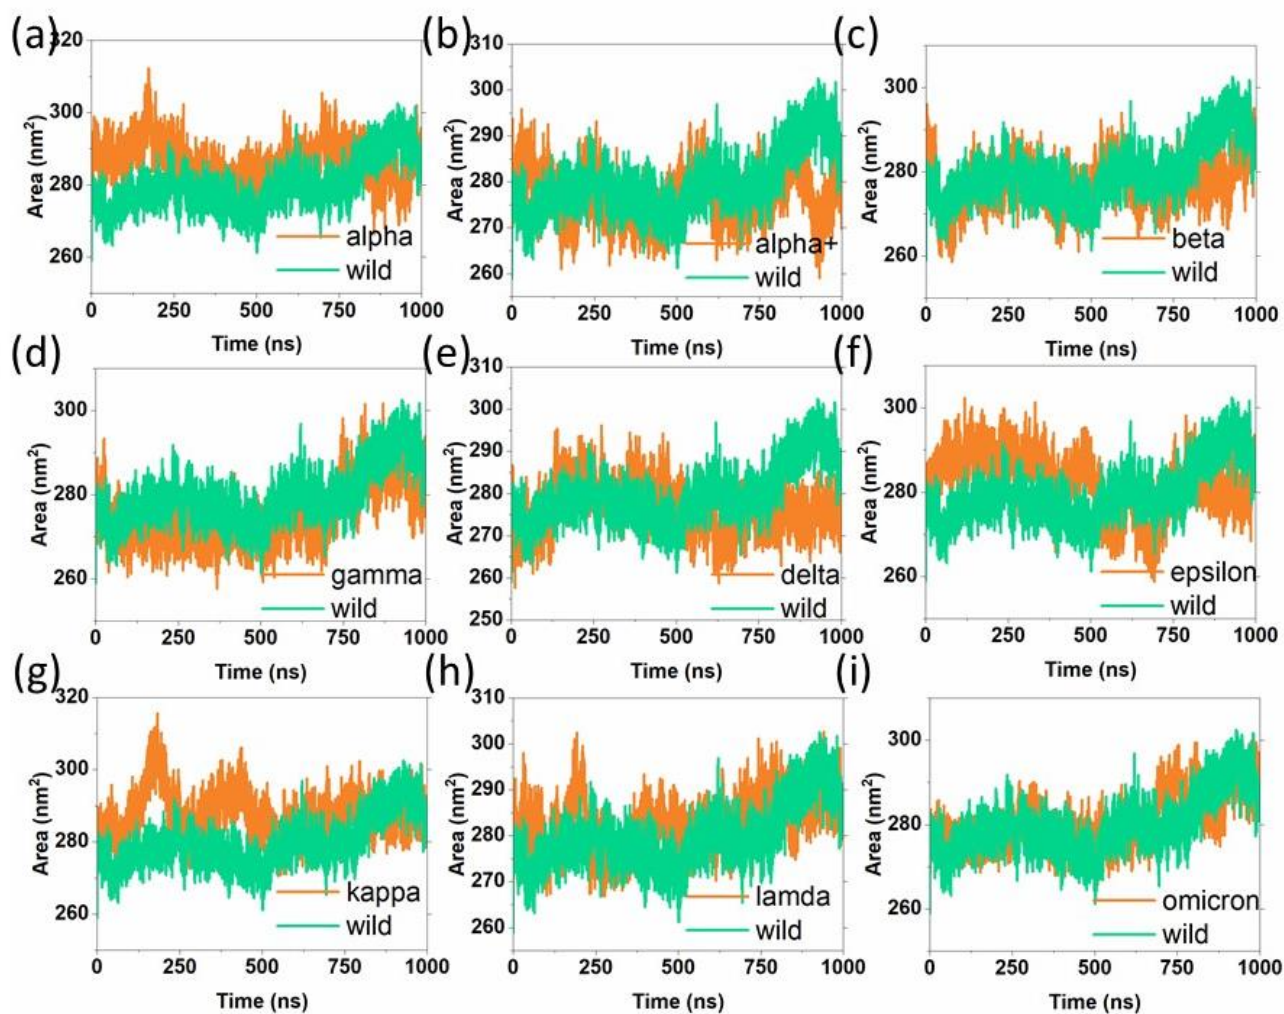 (a)
320
300
280
260
Area (nm²)
alpha
wild
0 250 500 750 1000
Time (ns)
(b)
310
300
290
280
270
260
Area (nm²)
alpha+
wild
0 250 500 750 1000
Time (ns)
(c)
300
280
260
Area (nm²)
beta
wild
0 250 500 750 1000
Time (ns)
(d)
300
280
260
Area (nm²)
gamma
wild
0 250 500 750 1000
Time (ns)
(e)
310
300
290
280
270
260
250
Area (nm²)
delta
wild
0 250 500 750 1000
Time (ns)
(f)
300
280
260
Area (nm²)
epsilon
wild
0 250 500 750 1000
Time (ns)
(g)
320
300
280
260
Area (nm²)
kappa
wild
0 250 500 750 1000
Time (ns)
(h)
310
300
290
280
270
260
Area (nm²)
lamda
wild
0 250 500 750 1000
Time (ns)
(i)
300
280
260
Area (nm²)
omicron
wild
0 250 500 750 1000
Time (ns)